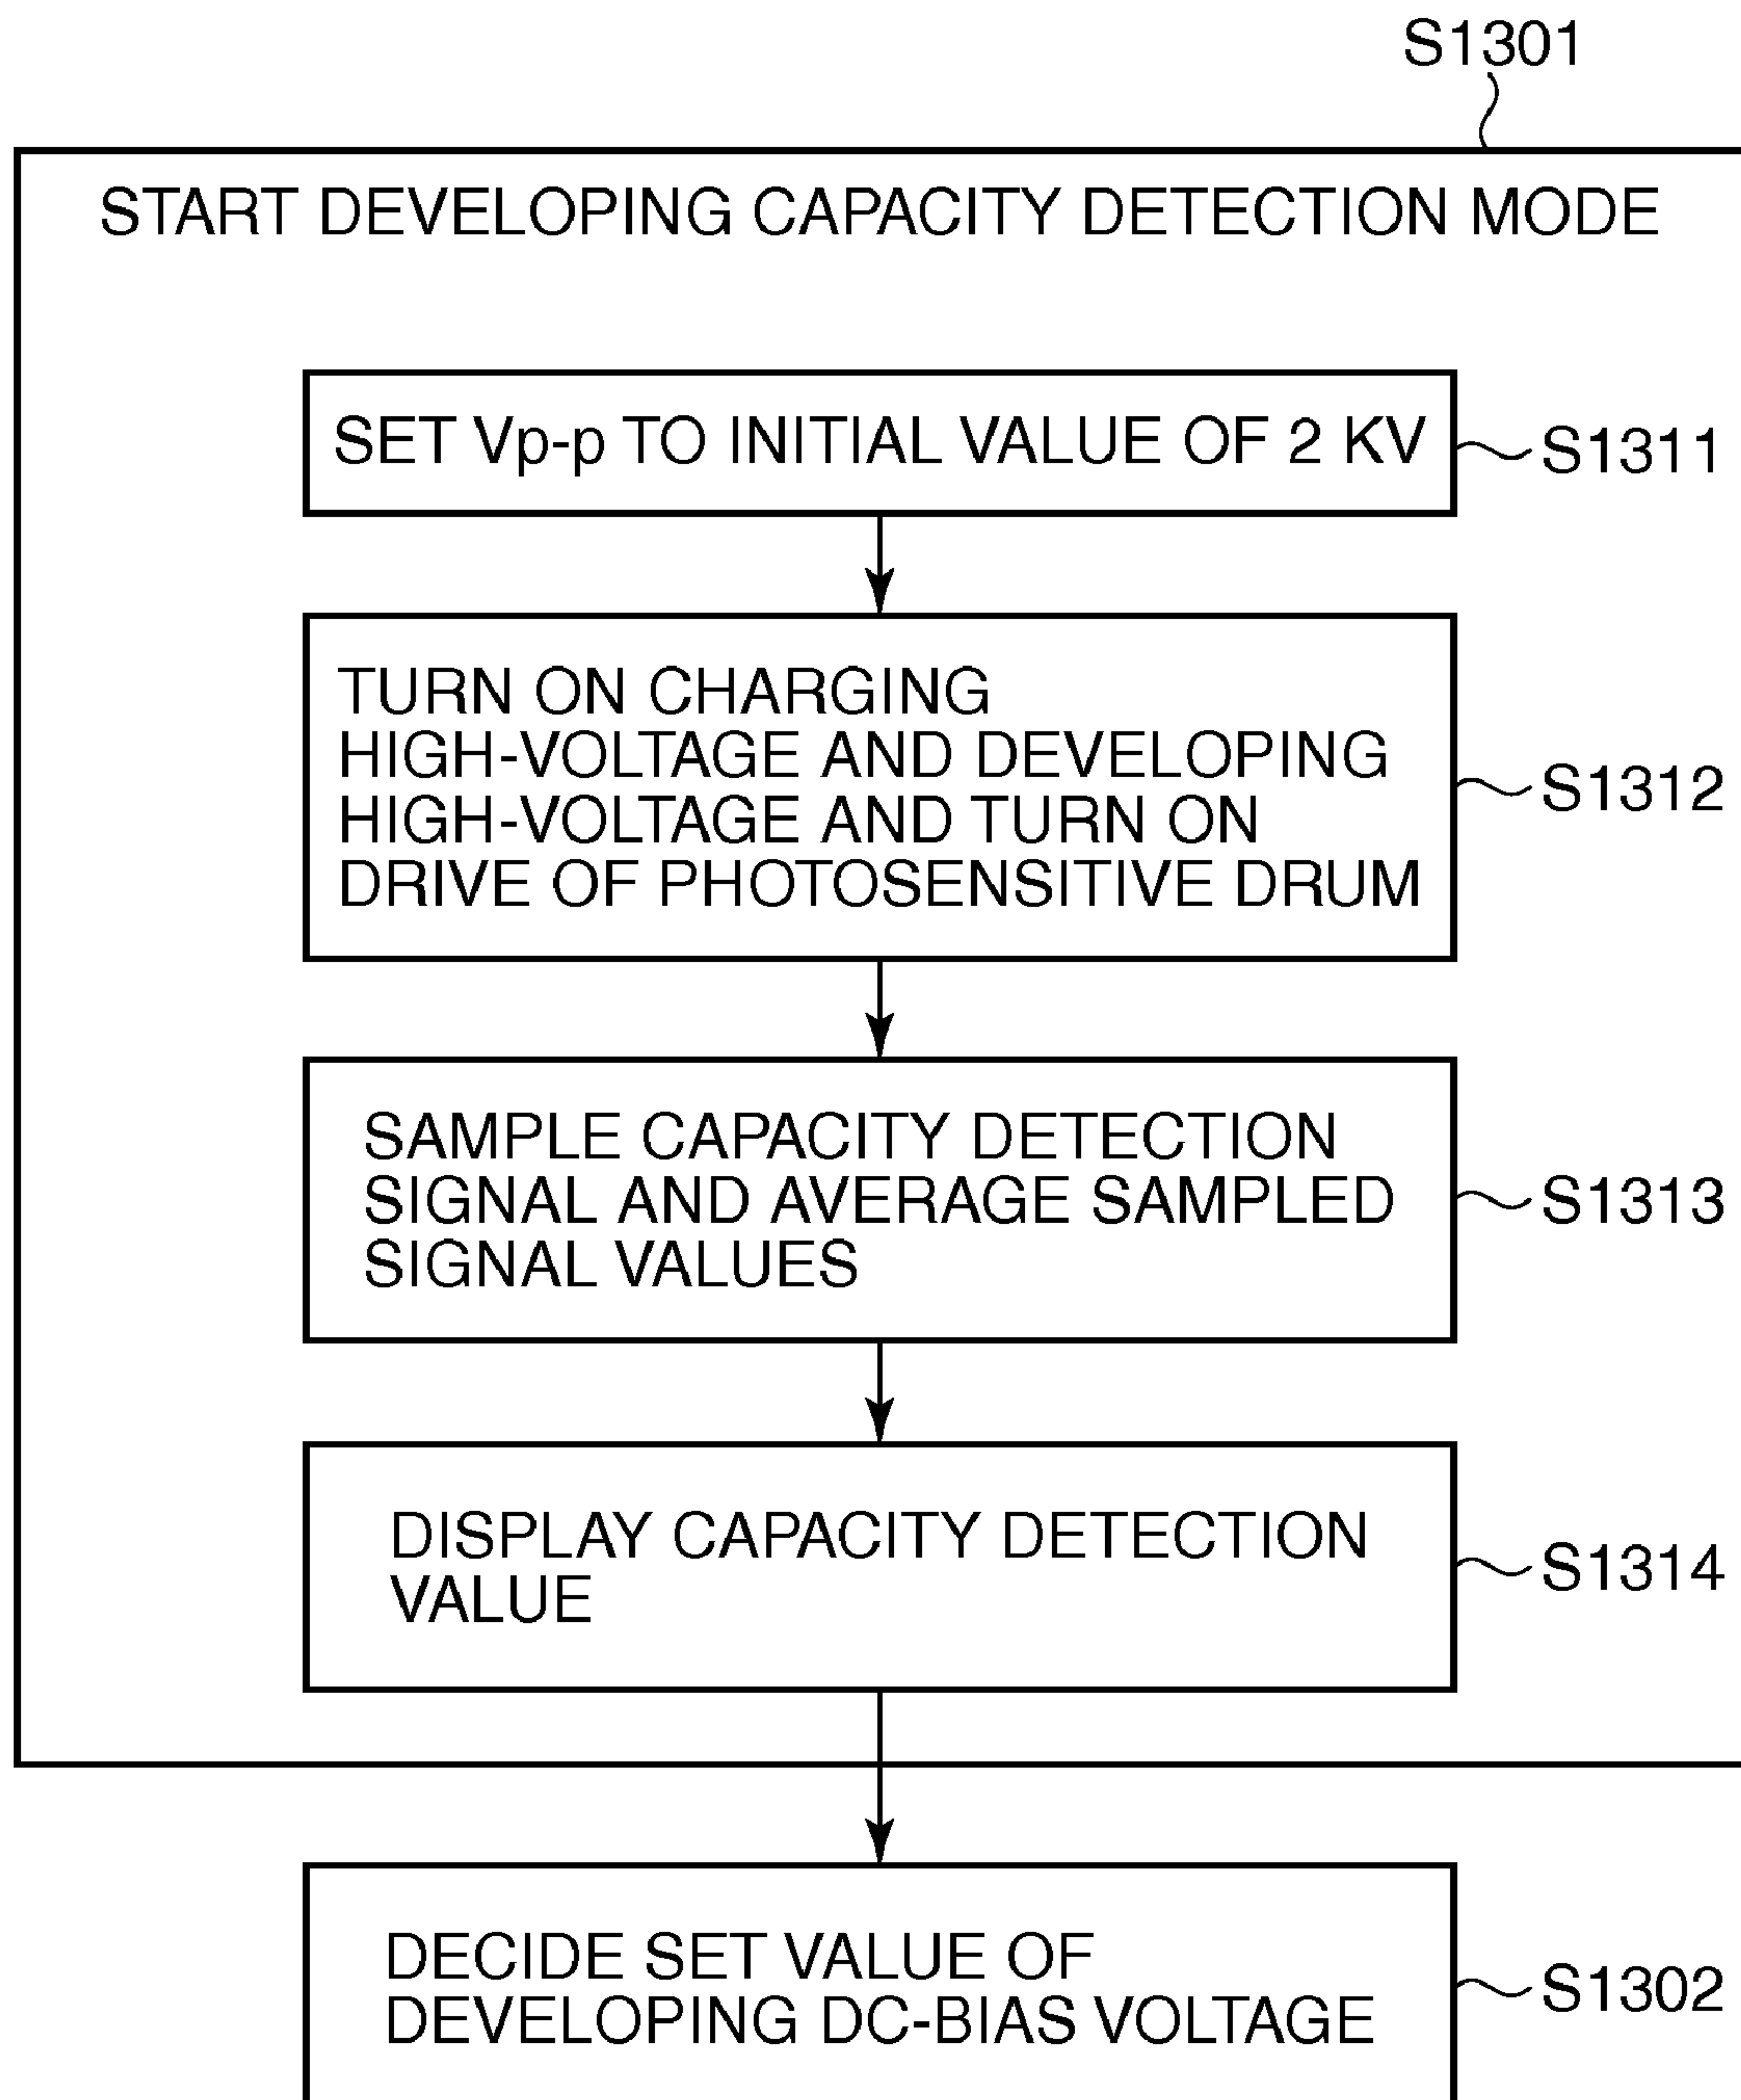 S1301
START DEVELOPING CAPACITY DETECTION MODE
SET Vp-p TO INITIAL VALUE OF 2 KV
S1311
TURN ON CHARGING
HIGH-VOLTAGE AND DEVELOPING
HIGH-VOLTAGE AND TURN ON
DRIVE OF PHOTOSENSITIVE DRUM
S1312
SAMPLE CAPACITY DETECTION
SIGNAL AND AVERAGE SAMPLED
SIGNAL VALUES
S1313
DISPLAY CAPACITY DETECTION
VALUE
S1314
DECIDE SET VALUE OF
DEVELOPING DC-BIAS VOLTAGE
S1302